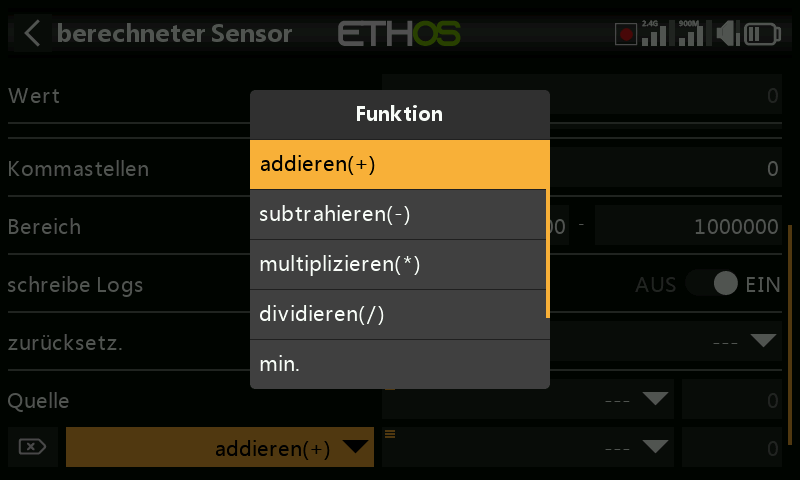 berechneter Sensor ETHOS 2.4G 900M
Wert 0
Funktion
addieren(+)
Kommastellen 0
subtrahieren(-)
Bereich 00 - 1000000
multiplizieren(*)
schreibe Logs AUS EIN
dividieren(/)
zurücksetz. ---
min.
Quelle --- 0
addieren(+) --- 0